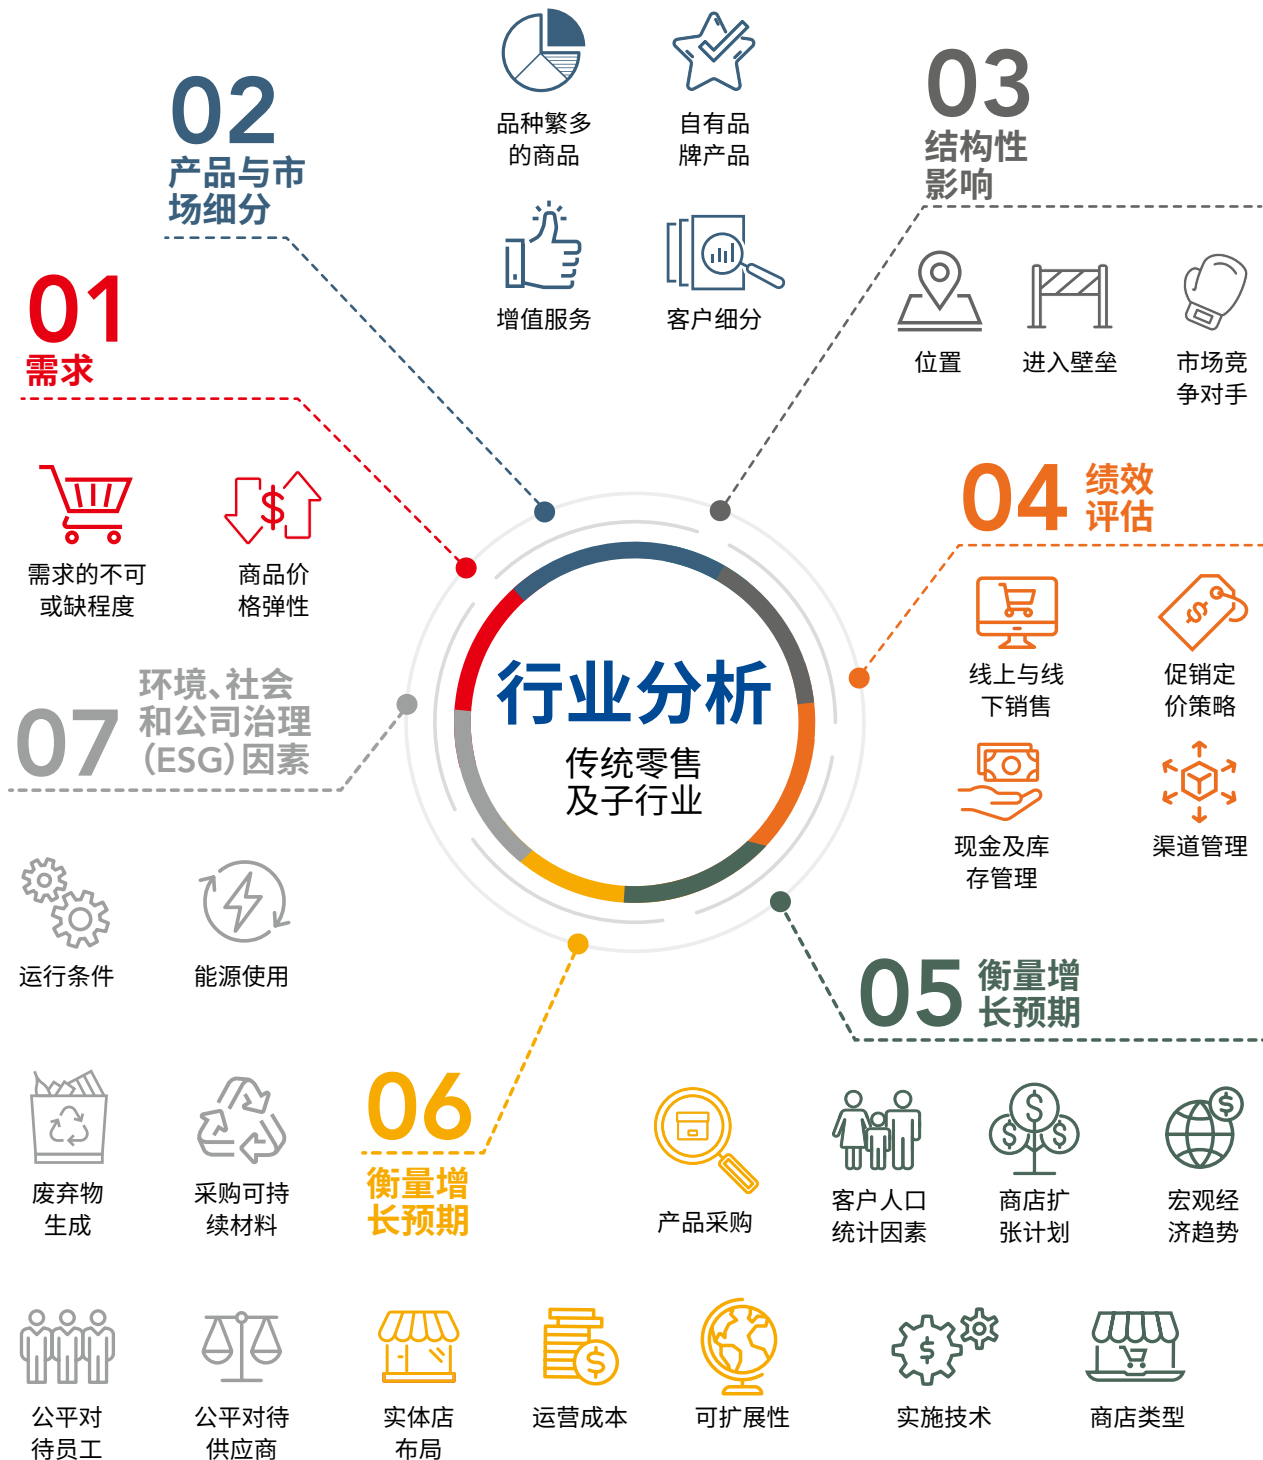 行业分析
传统零售
及子行业
01
需求
需求的不可
或缺程度
商品价
格弹性
$
02
产品与市
场细分
品种繁多
的商品
自有品
牌产品
增值服务
客户细分
03
结构性
影响
位置
进入壁垒
市场竞
争对手
04
绩效
评估
线上与线
下销售
促销定
价策略
$
现金及库
存管理
渠道管理
05
衡量增
长预期
客户人口
统计因素
商店扩
张计划
$
$
$
宏观经
济趋势
$
实施技术
$
商店类型
06
衡量增
长预期
产品采购
实体店
布局
运营成本
$
可扩展性
07
环境、社会
和公司治理
（ESG）因素
运行条件
能源使用
废弃物
生成
采购可持
续材料
公平对
待员工
公平对待
供应商